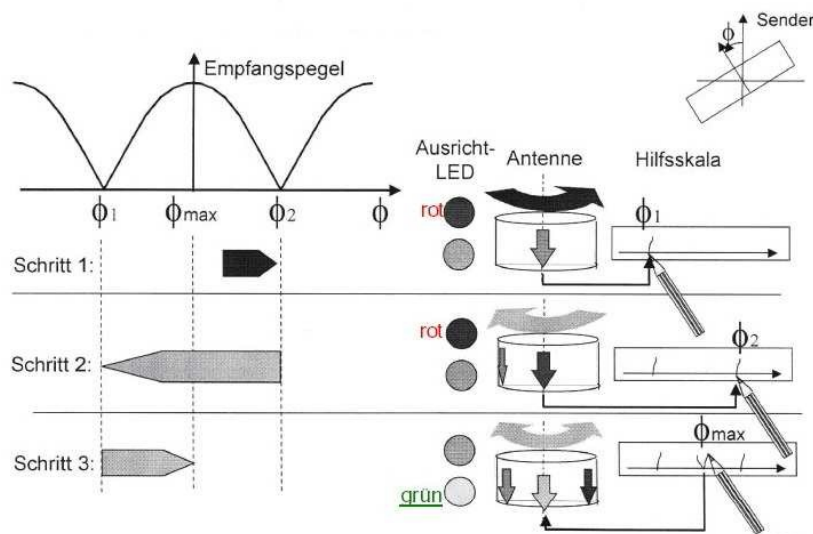 Sender
ϕ
Empfangspegel
Ausricht-
LED
Antenne
Hilfsskala
ϕ1
ϕmax
ϕ2
ϕ
rot
ϕ1
Schritt 1:
rot
ϕ2
Schritt 2:
ϕmax
Schritt 3:
grün